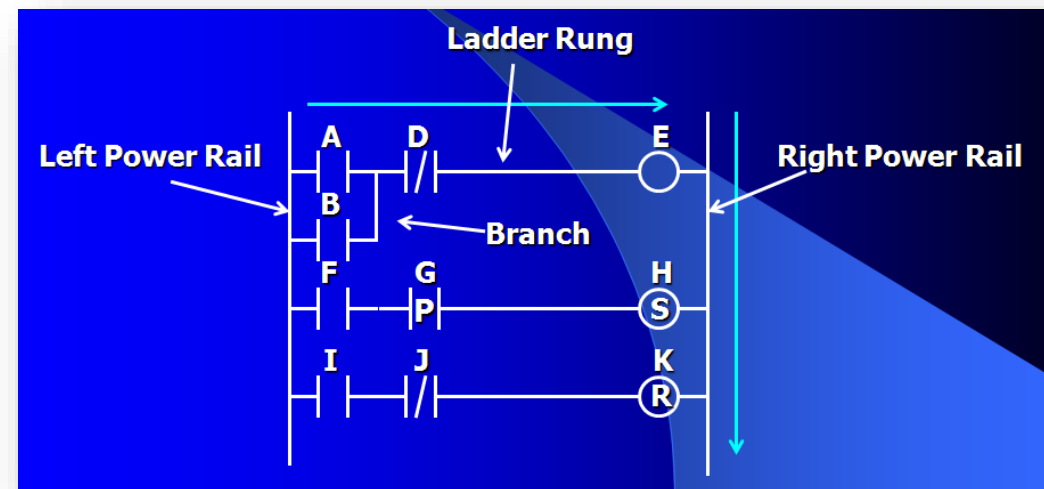 Ladder Rung
A D E
Left Power Rail
Right Power Rail
B
Branch
F G H
P S
I J K
R